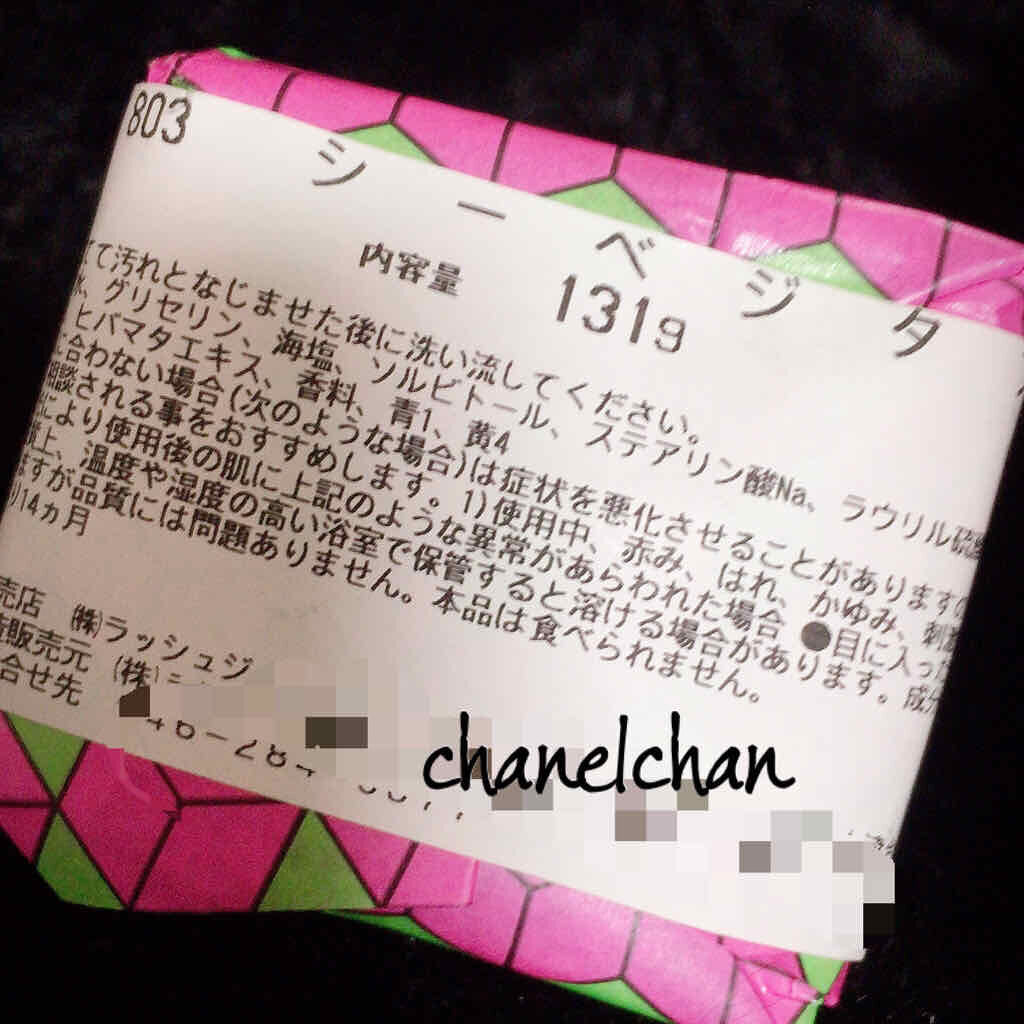 803
シーベジタ
内容量 131g
て汚れとなじませた後に洗い流してください。
水、グリセリン、海塩、ソルビトール、ステアリン酸Na、ラウリル硫酸
ヒバマタエキス、香料、青1、黄4
合わない場合(次のような場合)は症状を悪化させることがあります
相談される事をおすすめします。1)使用中、赤み、はれ、かゆみ、刺激
により使用後の肌に上記のような異常があらわれた場合 ●目に入った
上、温度や湿度の高い浴室で保管すると溶ける場合があります。成分
ますが品質には問題ありません。本品は食べられません。
14カ月
売店 ㈱ラッシュジ
販売元 (株)
合せ先
chanelchan